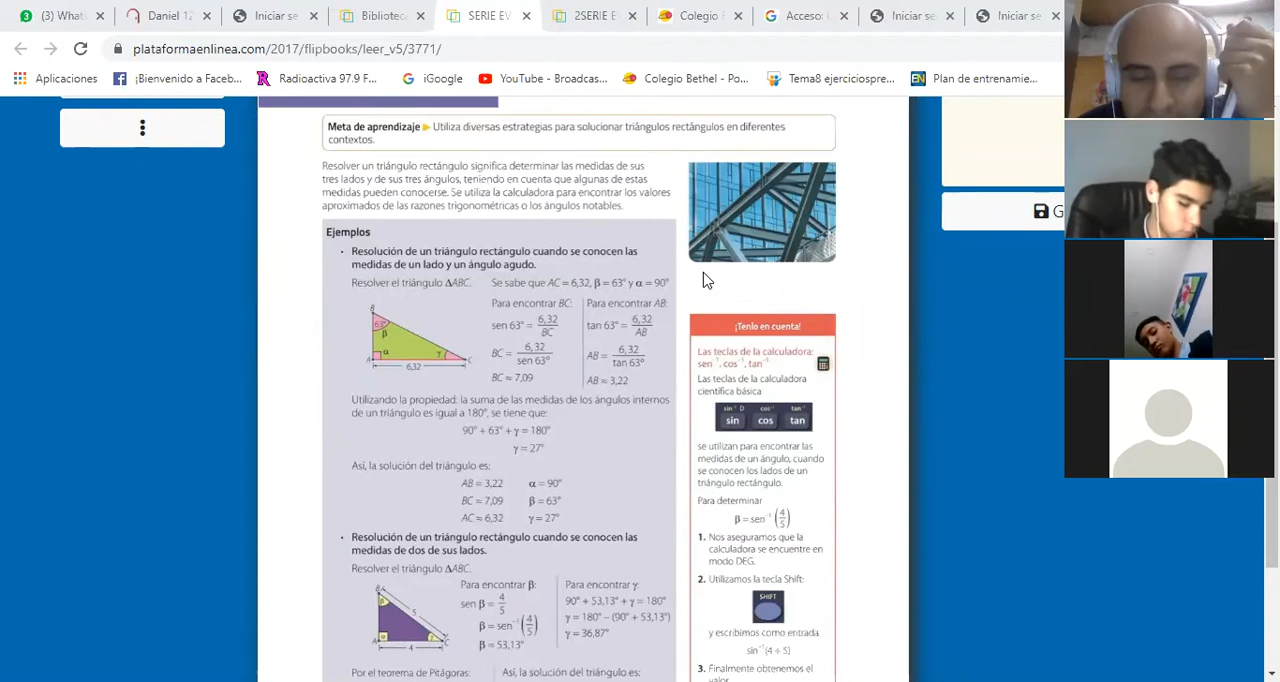 (3) Whats
Daniel 12
Iniciar se
Biblioteca
SERIE EV
2SERIE E
Colegio B
Acceso: G
Iniciar se
Iniciar se
plataformaenlinea.com/2017/flipbooks/leer_v5/3771/
Aplicaciones
¡Bienvenido a Faceb...
Radioactiva 97.9 F...
iGoogle
YouTube - Broadcas...
Colegio Bethel - Po...
Tema8 ejerciciospre...
Plan de entrenamie...
G
Meta de aprendizaje Utiliza diversas estrategias para solucionar triángulos rectángulos en diferentes
contextos.
Resolver un triángulo rectángulo significa determinar las medidas de sus
tres lados y de sus tres ángulos, teniendo en cuenta que algunas de estas
medidas pueden conocerse. Se utiliza la calculadora para encontrar los valores
aproximados de las razones trigonométricas o los ángulos notables.
Ejemplos
· Resolución de un triángulo rectángulo cuando se conocen las
medidas de un lado y un ángulo agudo.
Resolver el triángulo ΔABC. Se sabe que AC = 6,32, β = 63° y α = 90°
B
63°
β
α
γ
A
C
6,32
Para encontrar BC:
sen 63° = 6,32 / BC
BC = 6,32 / sen 63°
BC ≈ 7,09
Para encontrar AB:
tan 63° = 6,32 / AB
AB = 6,32 / tan 63°
AB ≈ 3,22
Utilizando la propiedad: la suma de las medidas de los ángulos internos
de un triángulo es igual a 180°, se tiene que:
90° + 63° + γ = 180°
γ = 27°
Así, la solución del triángulo es:
AB ≈ 3,22 α = 90°
BC ≈ 7,09 β = 63°
AC ≈ 6,32 γ = 27°
· Resolución de un triángulo rectángulo cuando se conocen las
medidas de dos de sus lados.
Resolver el triángulo ΔABC.
B
5
A
C
4
Para encontrar β:
sen β = 4/5
β = sen⁻¹ (4/5)
β ≈ 53,13°
Para encontrar γ:
90° + 53,13° + γ = 180°
γ = 180° – (90° + 53,13°)
γ = 36,87°
Por el teorema de Pitágoras:
Así, la solución del triángulo es:
¡Tenlo en cuenta!
Las teclas de la calculadora:
sen⁻¹, cos⁻¹, tan⁻¹
Las teclas de la calculadora
científica básica
sin⁻¹ D cos⁻¹ tan⁻¹
sin cos tan
se utilizan para encontrar las
medidas de un ángulo, cuando
se conocen los lados de un
triángulo rectángulo.
Para determinar
β = sen⁻¹ (4/5)
1. Nos aseguramos que la
calculadora se encuentre en
modo DEG.
2. Utilizamos la tecla Shift:
SHIFT
y escribimos como entrada
sin⁻¹(4 ÷ 5)
3. Finalmente obtenemos el
valor